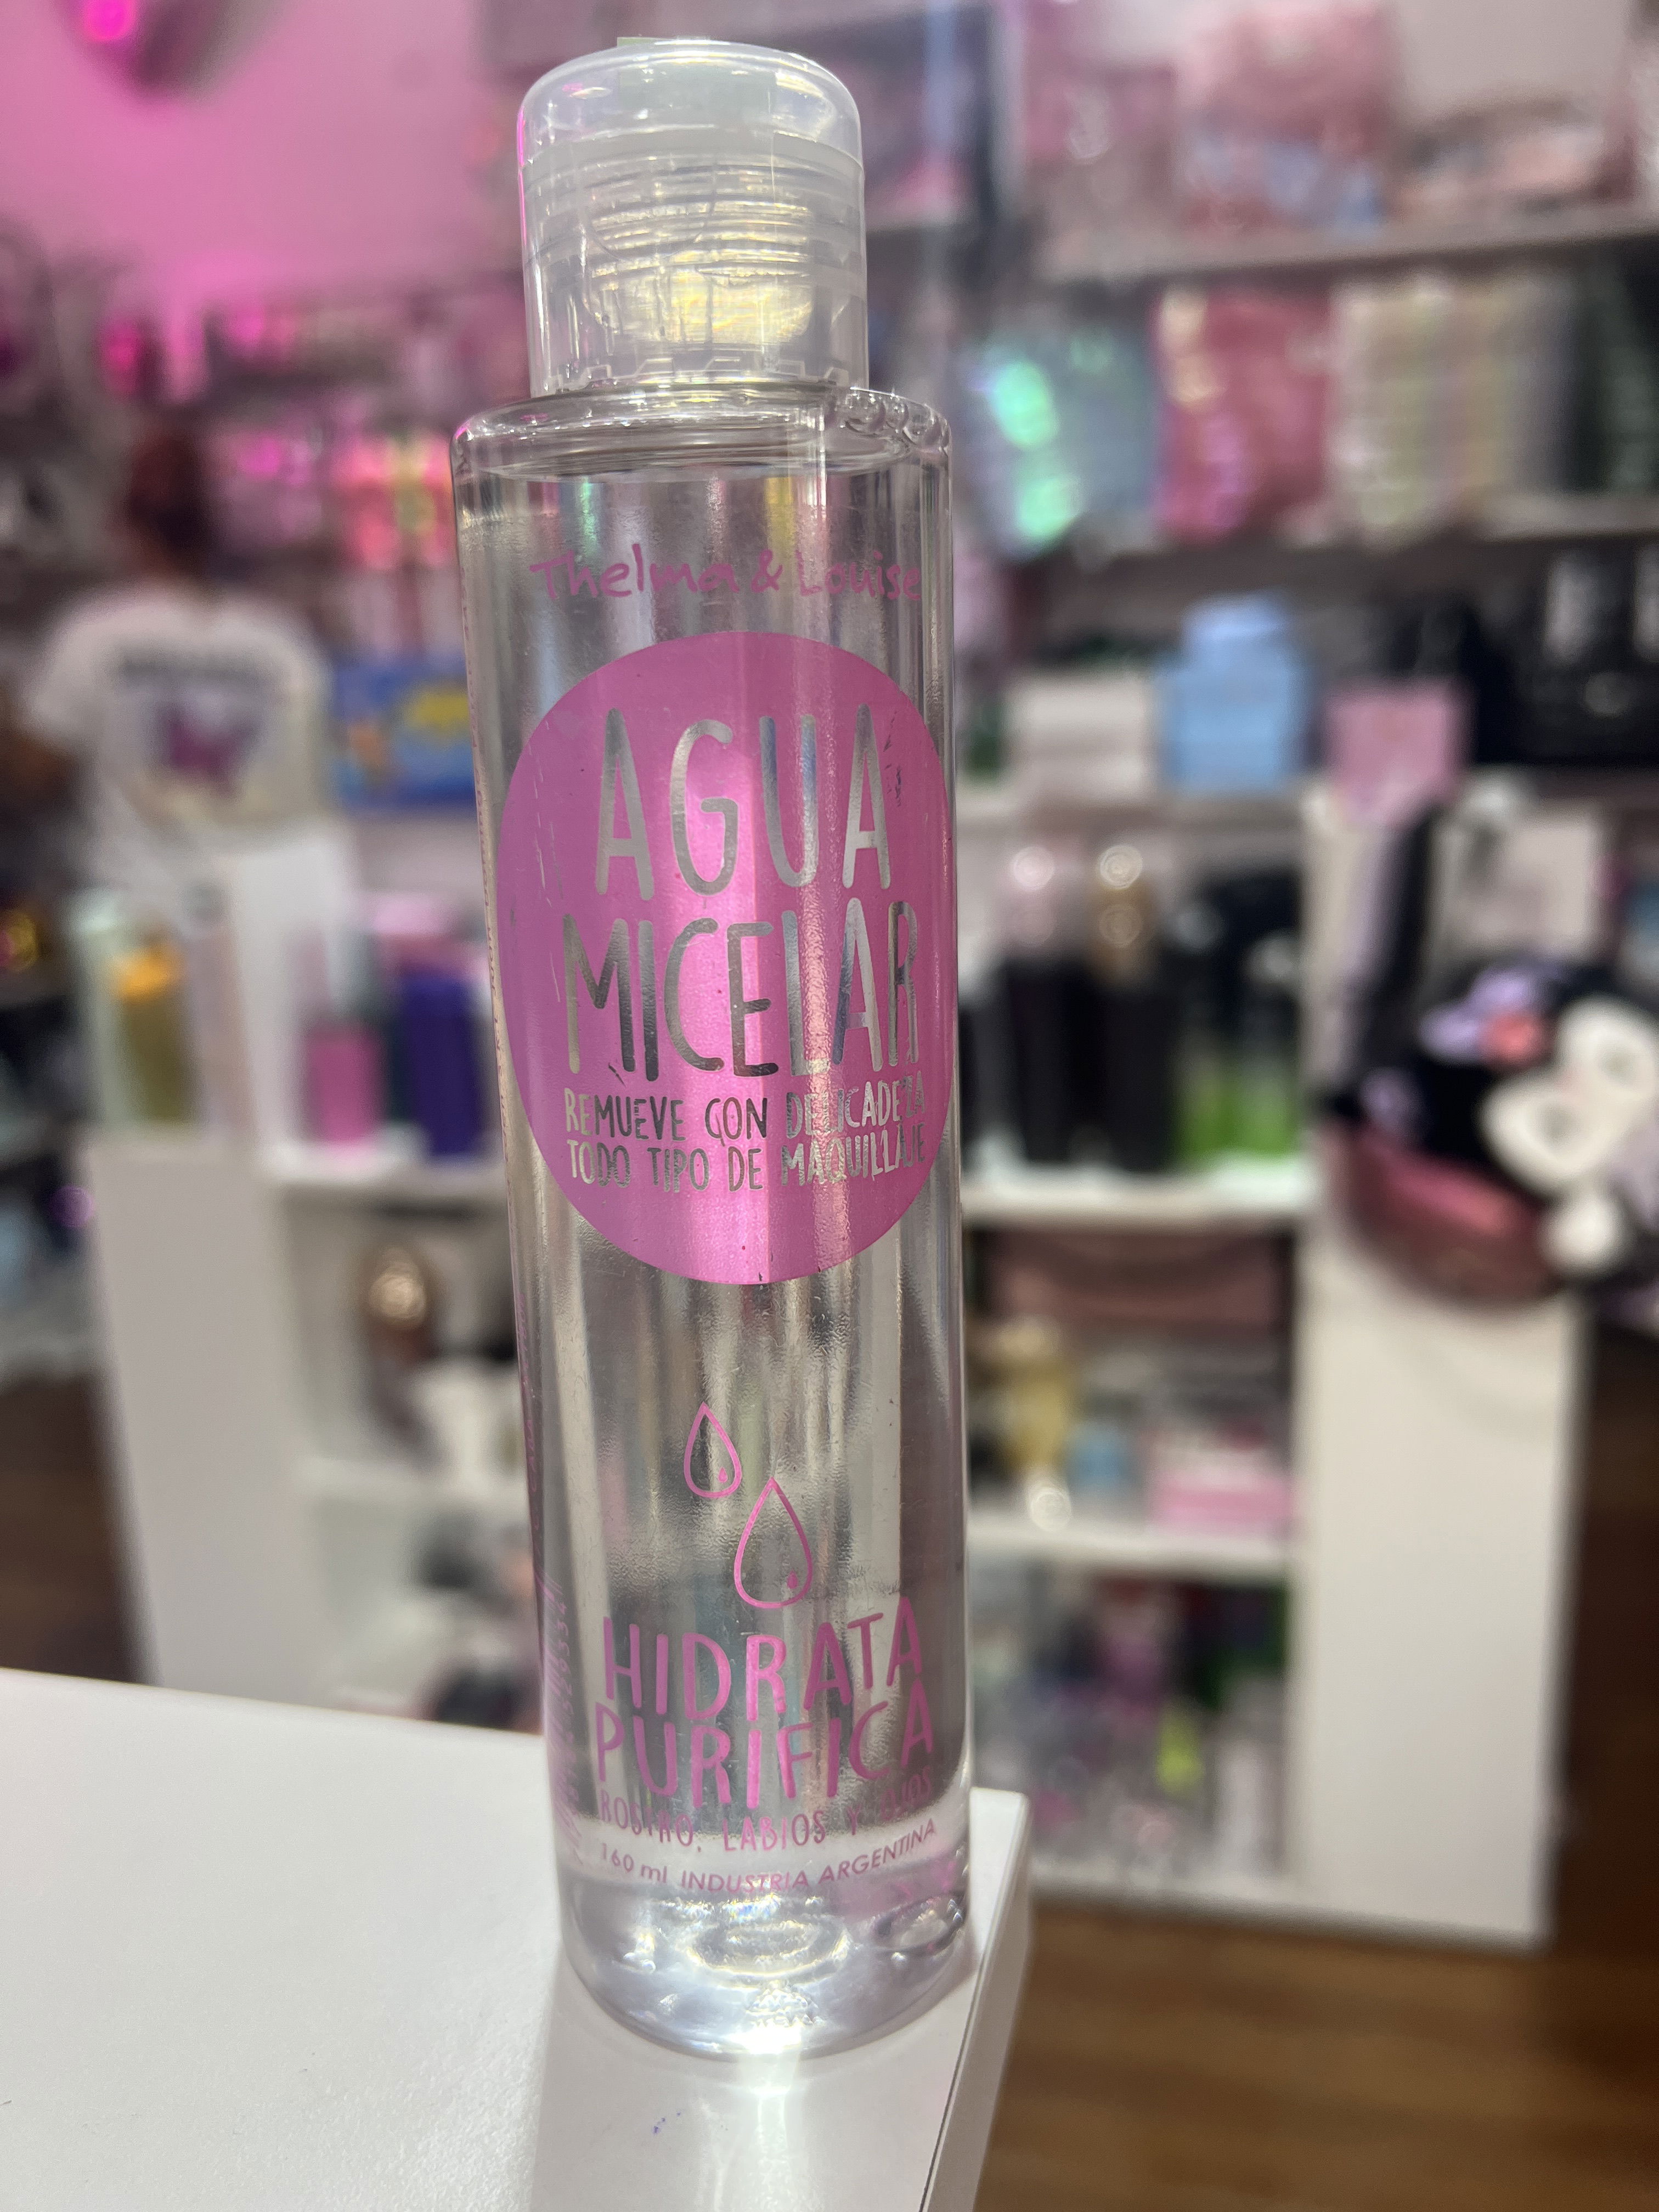 Thelma & Louise
AGUA
MICELAR
REMUEVE CON DELICADEZA
TODO TIPO DE MAQUILLAJE
HIDRATA
PURIFICA
ROSTRO, LABIOS Y OJOS
160 ml INDUSTRIA ARGENTINA